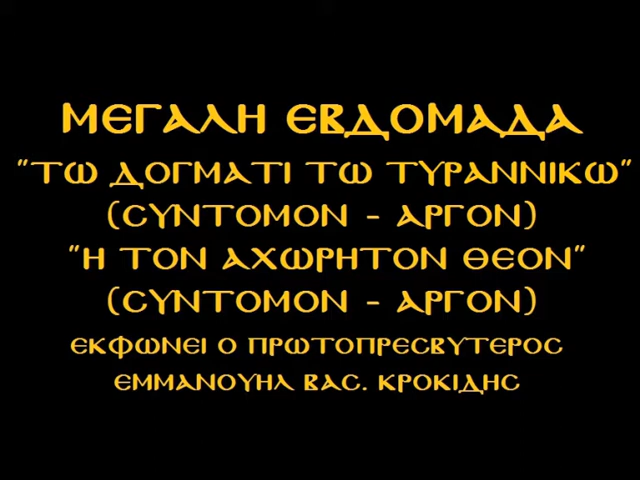 ΜΕΓΑΛΗ ΕΒΔΟΜΑΔΑ
"ΤΩ ΔΟΓΜΑΤΙ ΤΩ ΤΥΡΑΝΝΙΚΩ"
(ΣΥΝΤΟΜΟΝ - ΑΡΓΟΝ)
"Η ΤΟΝ ΑΧΩΡΗΤΟΝ ΘΕΟΝ"
(ΣΥΝΤΟΜΟΝ - ΑΡΓΟΝ)
ΕΚΦΩΝΕΙ Ο ΠΡΩΤΟΠΡΕΣΒΥΤΕΡΟΣ
ΕΜΜΑΝΟΥΗΛ ΒΑΣ. ΚΡΟΚΙΔΗΣ